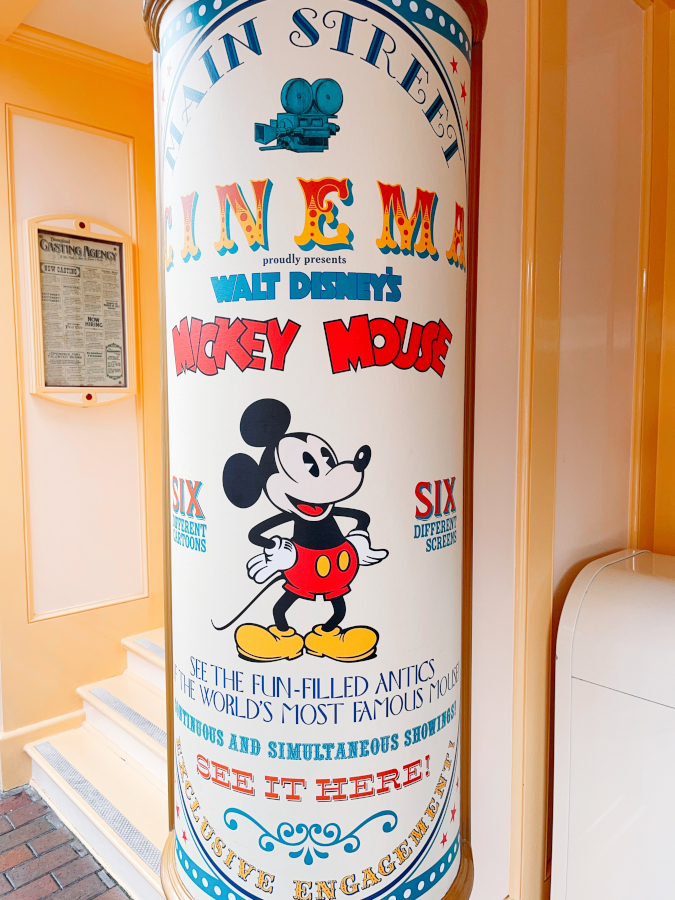 MAIN STREET
CINEMA
proudly presents
WALT DISNEY'S
MICKEY MOUSE
SIX
DIFFERENT
CARTOONS
SIX
DIFFERENT
SCREENS
SEE THE FUN-FILLED ANTICS
OF THE WORLD'S MOST FAMOUS MOUSE
CONTINUOUS AND SIMULTANEOUS SHOWINGS!
SEE IT HERE!
EXCLUSIVE ENGAGEMENT!
Disneyland
CASTING AGENCY
NOW CASTING
NOW
HIRING